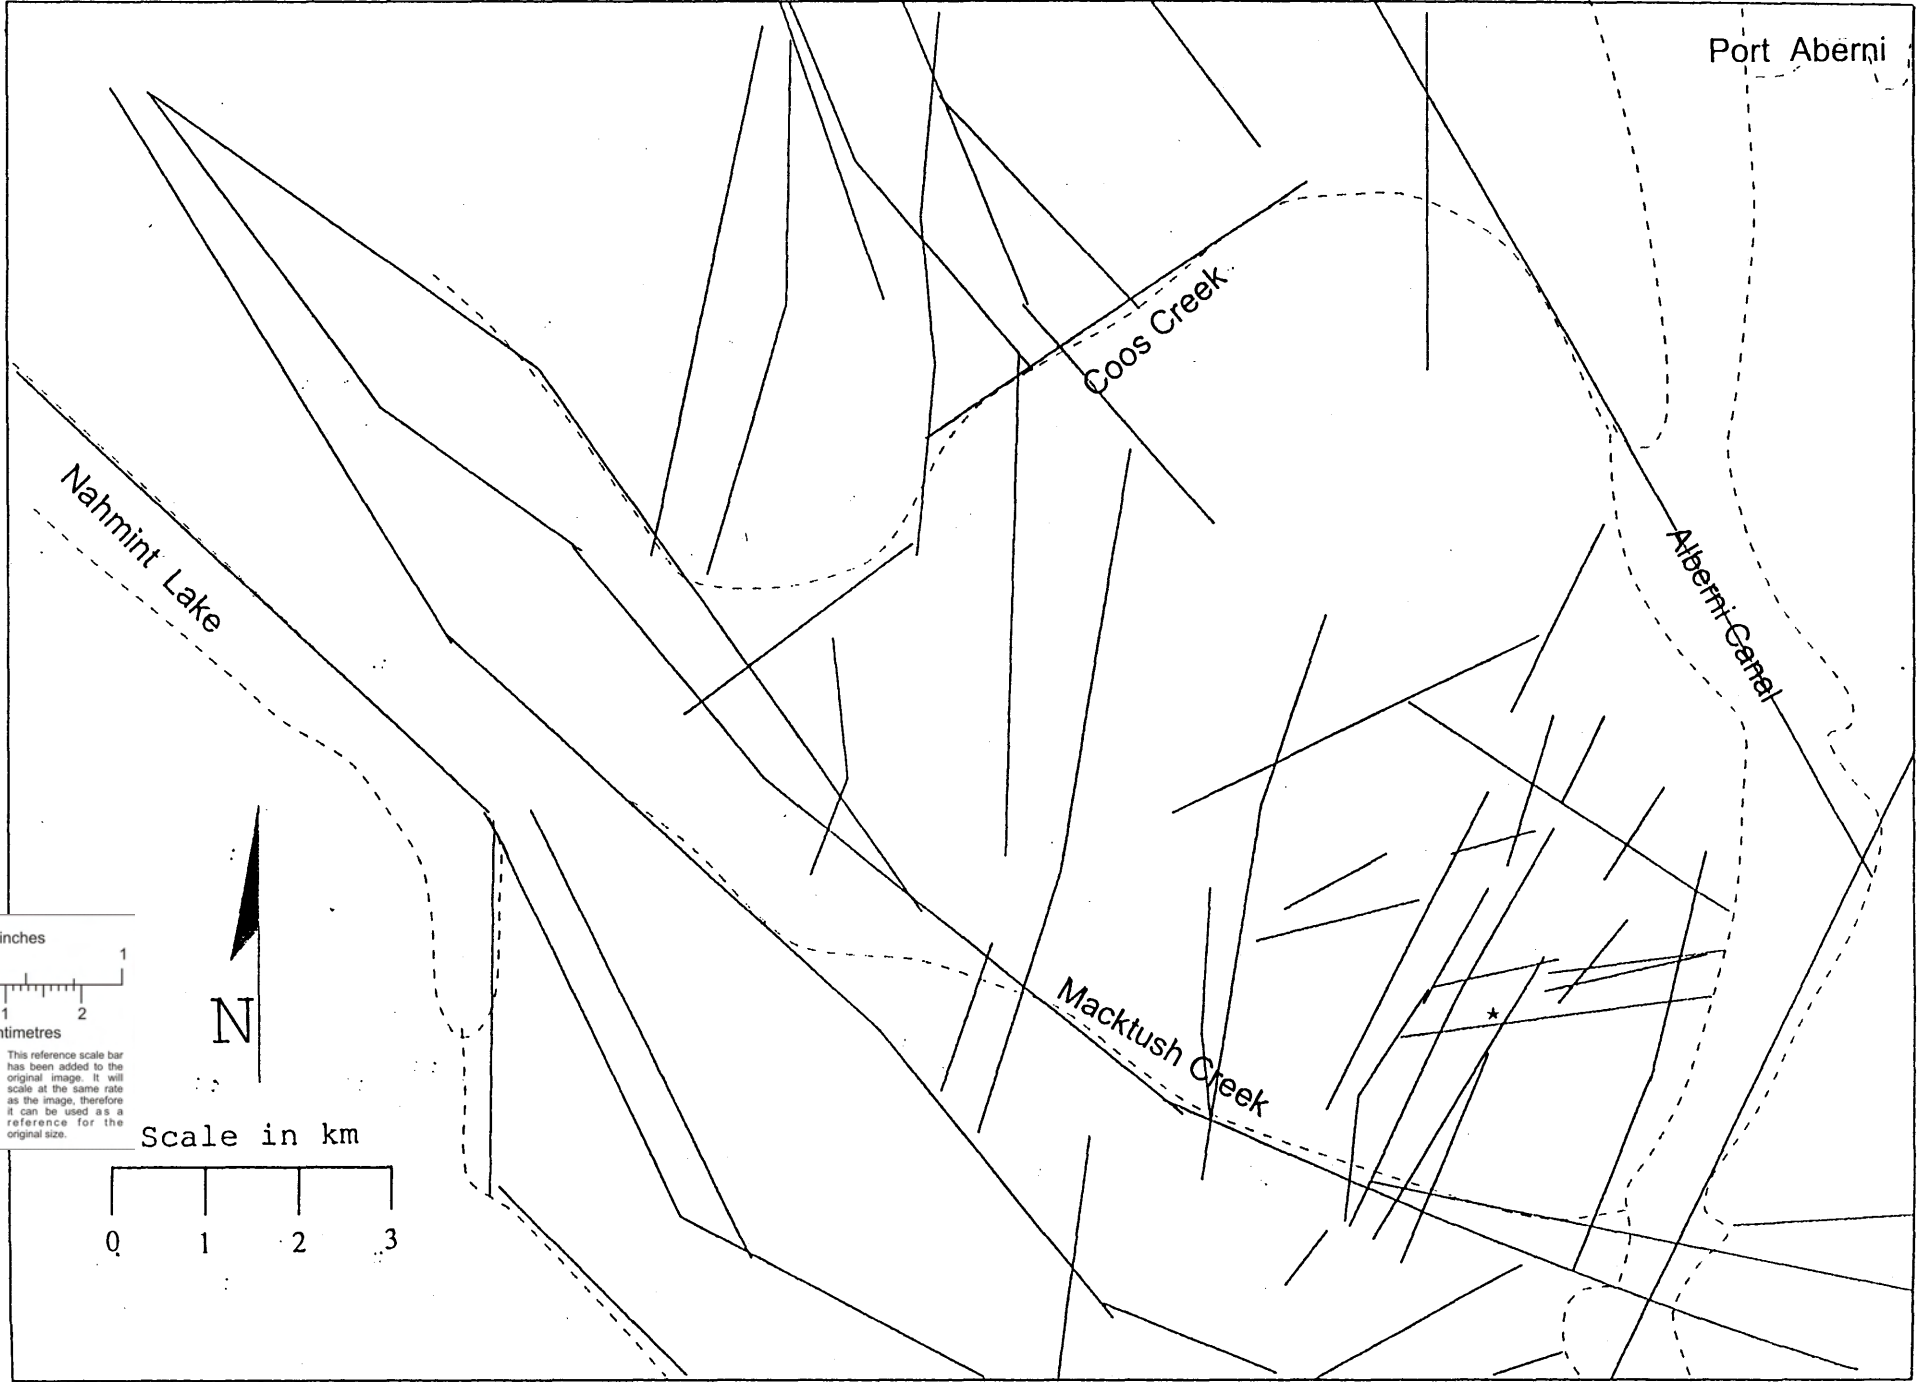 Port Aberni
Coos Creek
Nahmint Lake
Alberni Canal
Macktush Creek
N
inches
1
1 2
ntimetres
This reference scale bar
has been added to the
original image. It will
scale at the same rate
as the image, therefore
it can be used as a
reference for the
original size.
Scale in km
0 1 2 3